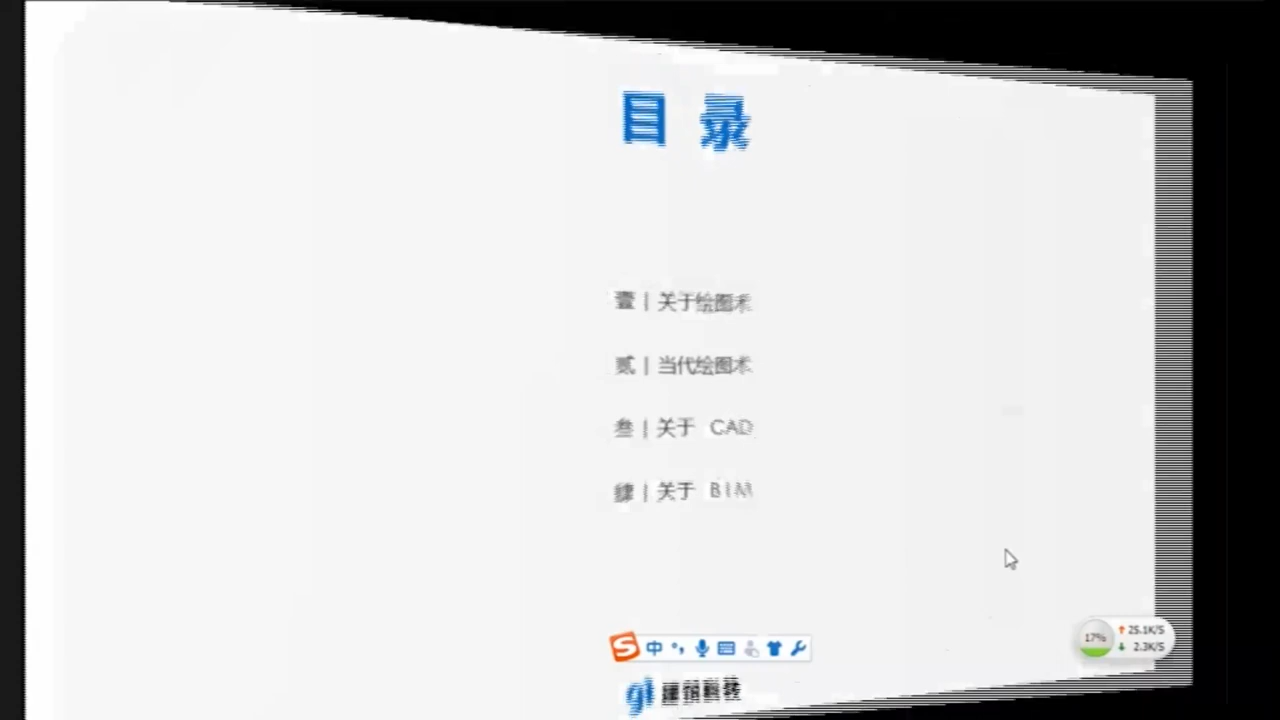 目 录
壹 | 关于绘图术
贰 | 当代绘图术
叁 | 关于 CAD
肆 | 关于 BIM
中
17%
25.1K/S
2.3K/S